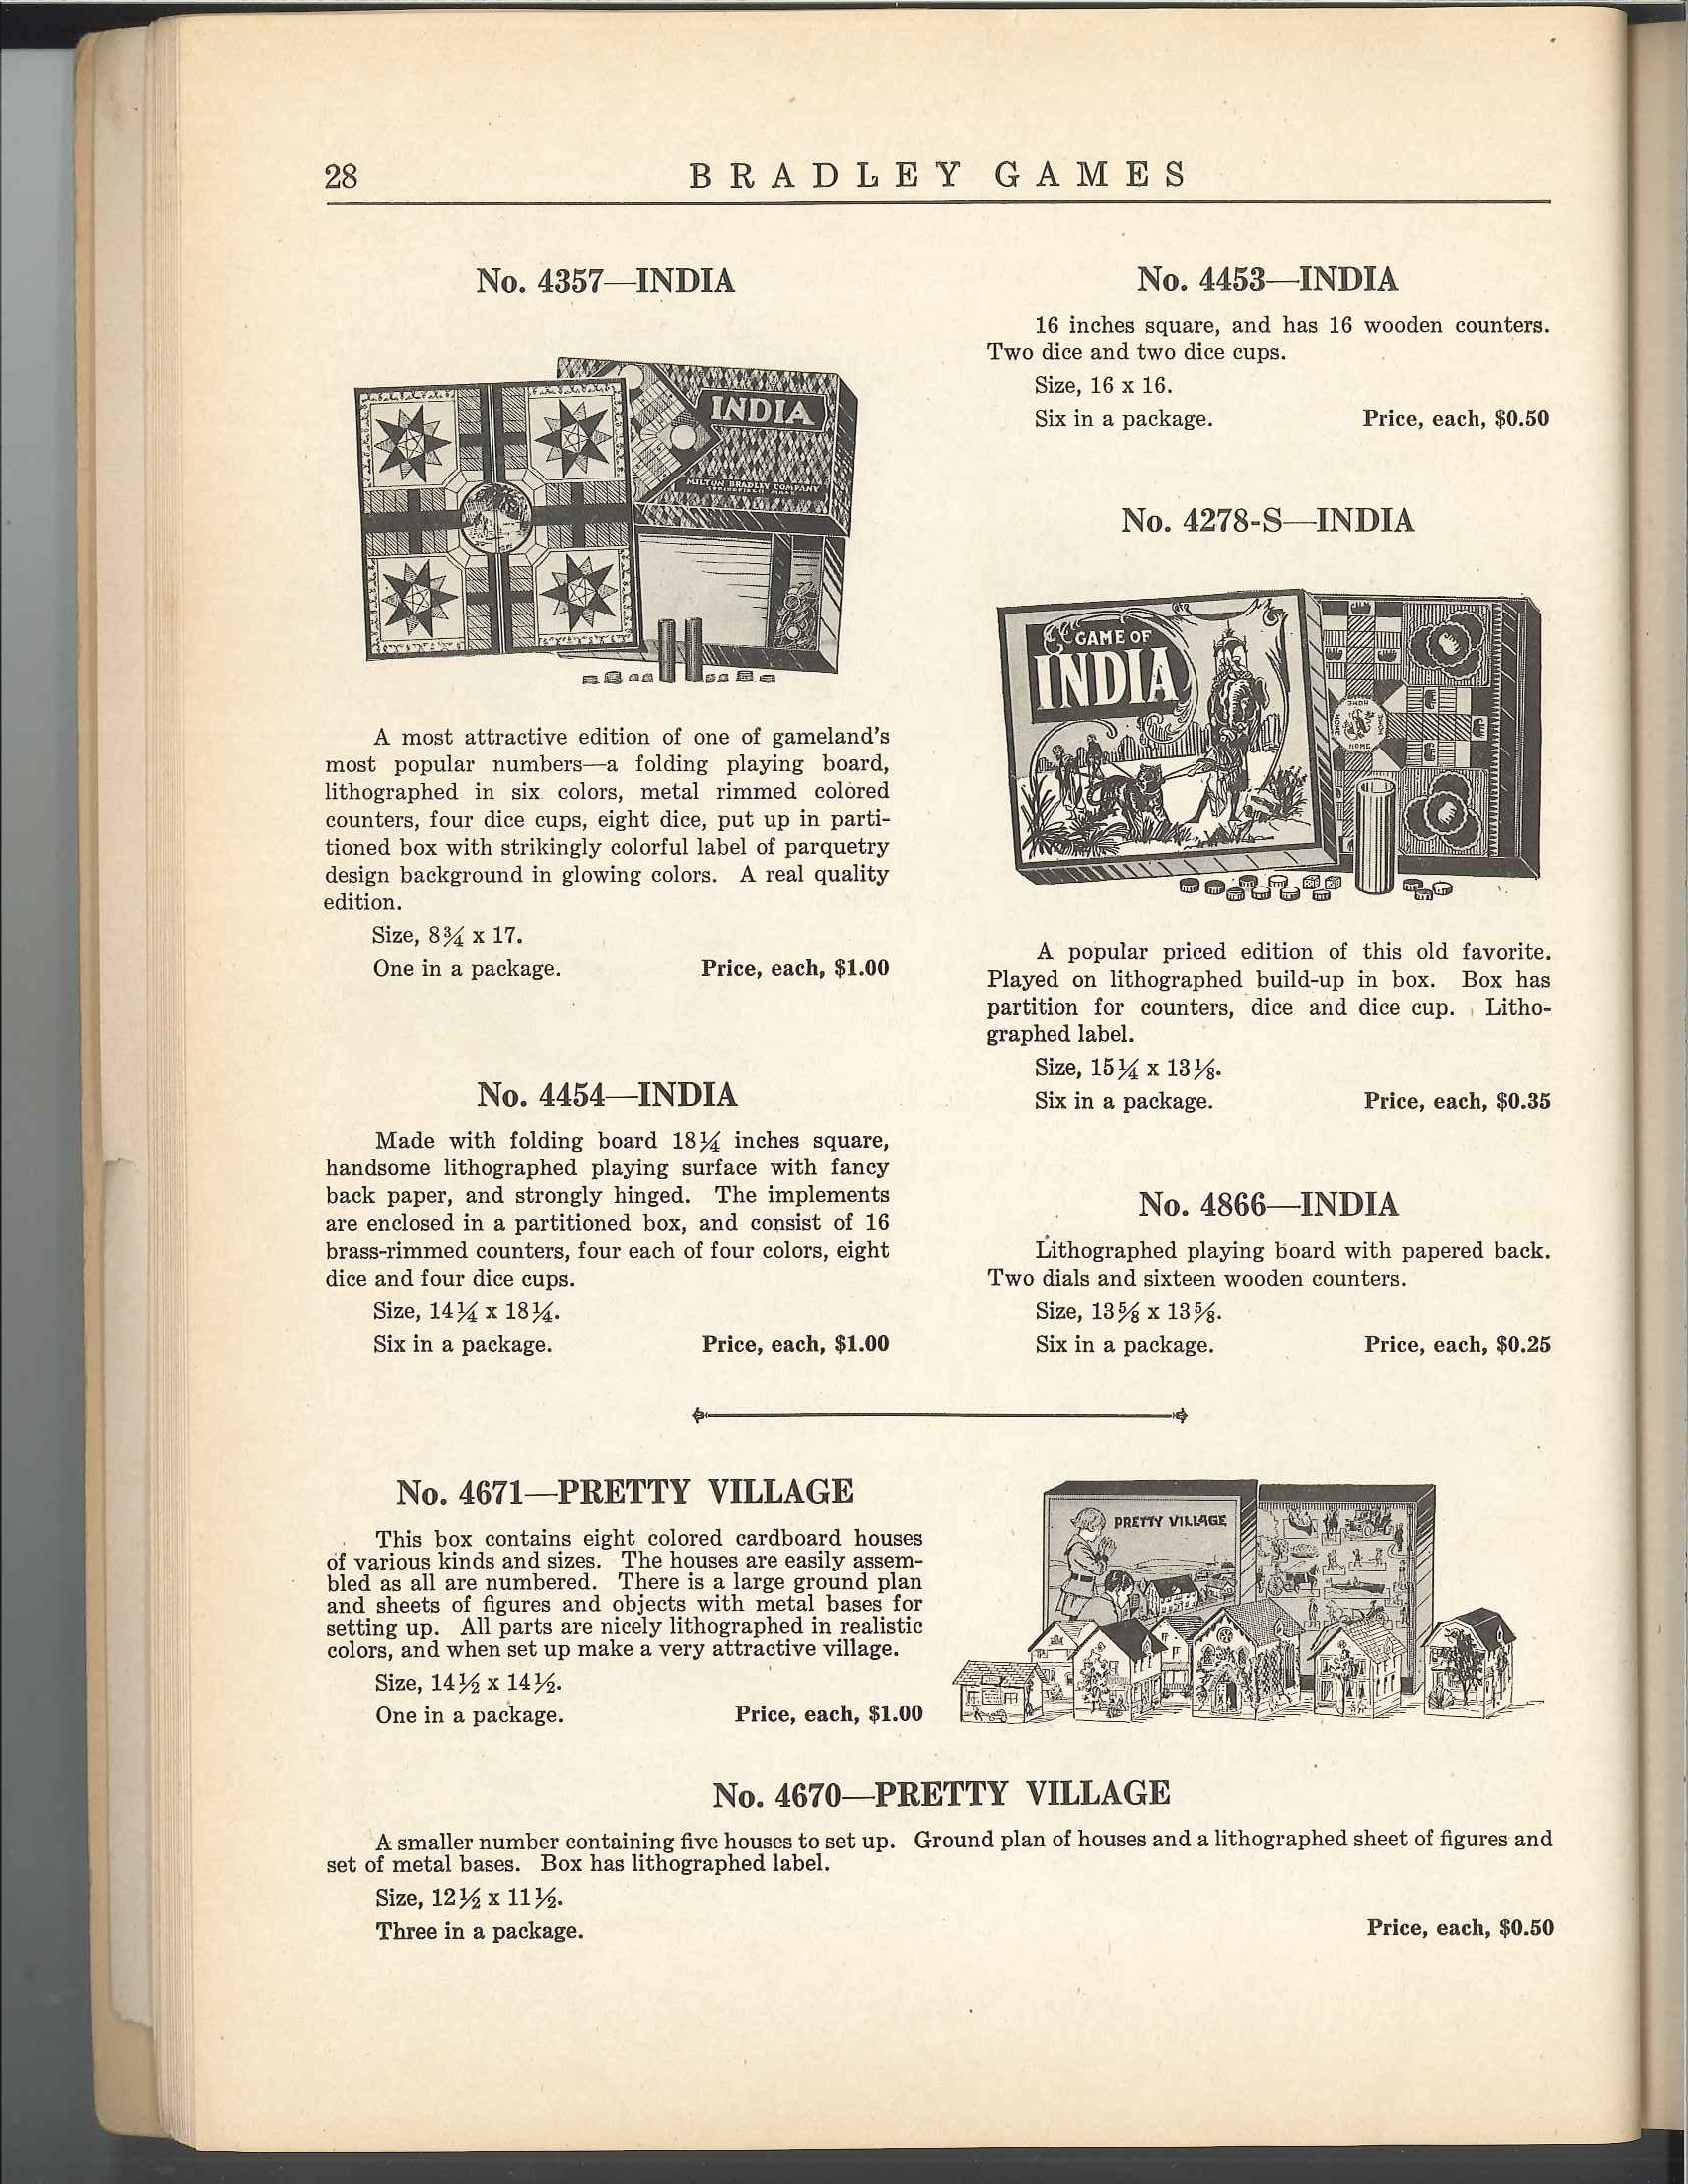 28
BRADLEY GAMES
No. 4357—INDIA
INDIA
MILTON BRADLEY COMPANY
A most attractive edition of one of gameland's
most popular numbers—a folding playing board,
lithographed in six colors, metal rimmed colored
counters, four dice cups, eight dice, put up in parti-
tioned box with strikingly colorful label of parquetry
design background in glowing colors. A real quality
edition.
Size, 8¾ x 17.
One in a package. Price, each, $1.00
No. 4454—INDIA
Made with folding board 18¼ inches square,
handsome lithographed playing surface with fancy
back paper, and strongly hinged. The implements
are enclosed in a partitioned box, and consist of 16
brass-rimmed counters, four each of four colors, eight
dice and four dice cups.
Size, 14¼ x 18¼.
Six in a package. Price, each, $1.00
No. 4453—INDIA
16 inches square, and has 16 wooden counters.
Two dice and two dice cups.
Size, 16 x 16.
Six in a package. Price, each, $0.50
No. 4278-S—INDIA
GAME OF
INDIA
HOME
HOME
HOME
HOME
A popular priced edition of this old favorite.
Played on lithographed build-up in box. Box has
partition for counters, dice and dice cup. Litho-
graphed label.
Size, 15¼ x 13⅛.
Six in a package. Price, each, $0.35
No. 4866—INDIA
Lithographed playing board with papered back.
Two dials and sixteen wooden counters.
Size, 13⅝ x 13⅝.
Six in a package. Price, each, $0.25
No. 4671—PRETTY VILLAGE
This box contains eight colored cardboard houses
of various kinds and sizes. The houses are easily assem-
bled as all are numbered. There is a large ground plan
and sheets of figures and objects with metal bases for
setting up. All parts are nicely lithographed in realistic
colors, and when set up make a very attractive village.
Size, 14½ x 14½.
One in a package. Price, each, $1.00
PRETTY VILLAGE
No. 4670—PRETTY VILLAGE
A smaller number containing five houses to set up. Ground plan of houses and a lithographed sheet of figures and
set of metal bases. Box has lithographed label.
Size, 12½ x 11½.
Three in a package. Price, each, $0.50